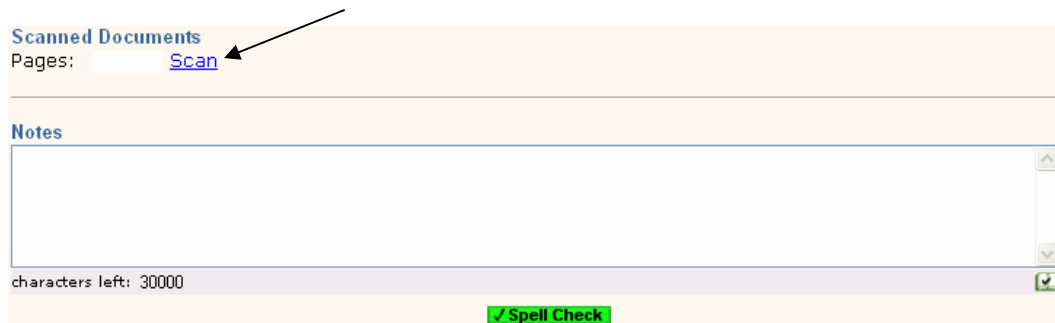 Scanned Documents
Pages: Scan
Notes
characters left: 30000
✓Spell Check